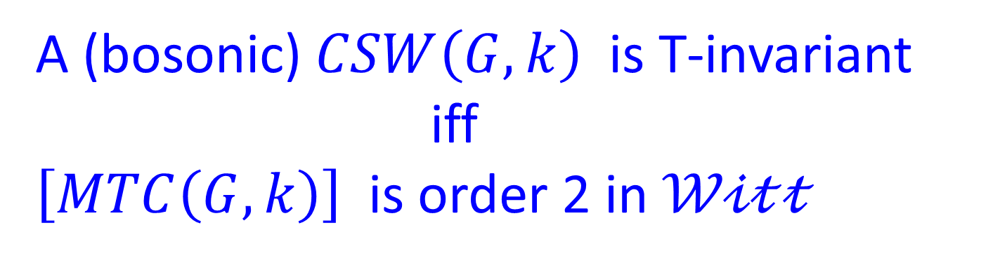 A (bosonic) 𝐶𝑆𝑊(𝐺, 𝑘) is T-invariant
iff
[𝑀𝑇𝐶(𝐺, 𝑘)] is order 2 in 𝒲𝒾𝓉𝓉